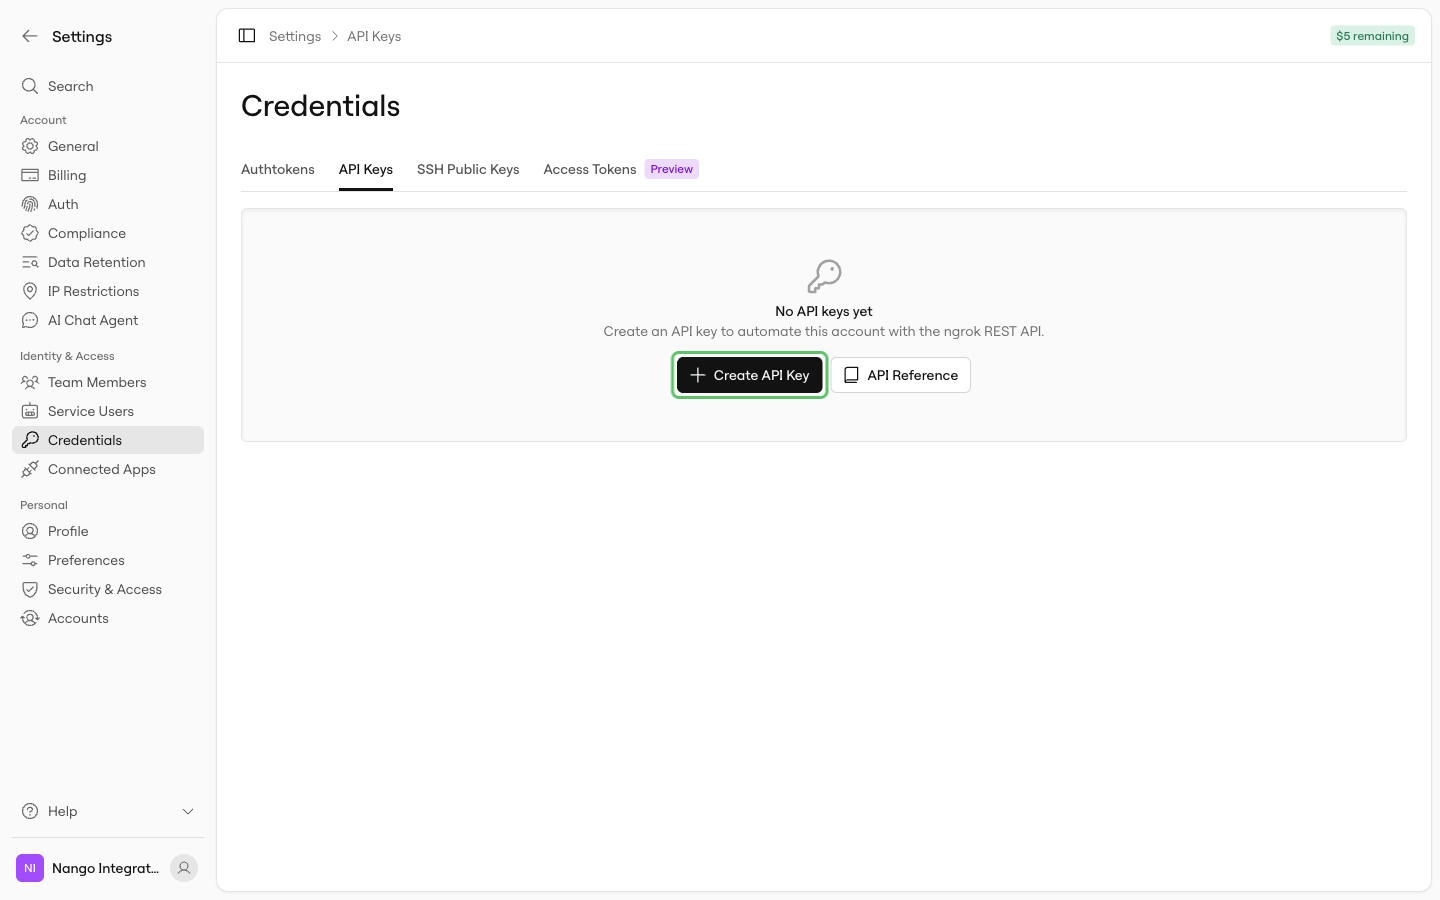 Settings
Search
Account
General
Billing
Auth
Compliance
Data Retention
IP Restrictions
AI Chat Agent
Identity & Access
Team Members
Service Users
Credentials
Connected Apps
Personal
Profile
Preferences
Security & Access
Accounts
Help
NI Nango Integrat...
Settings > API Keys
$5 remaining
Credentials
Authtokens API Keys SSH Public Keys Access Tokens Preview
No API keys yet
Create an API key to automate this account with the ngrok REST API.
Create API Key API Reference